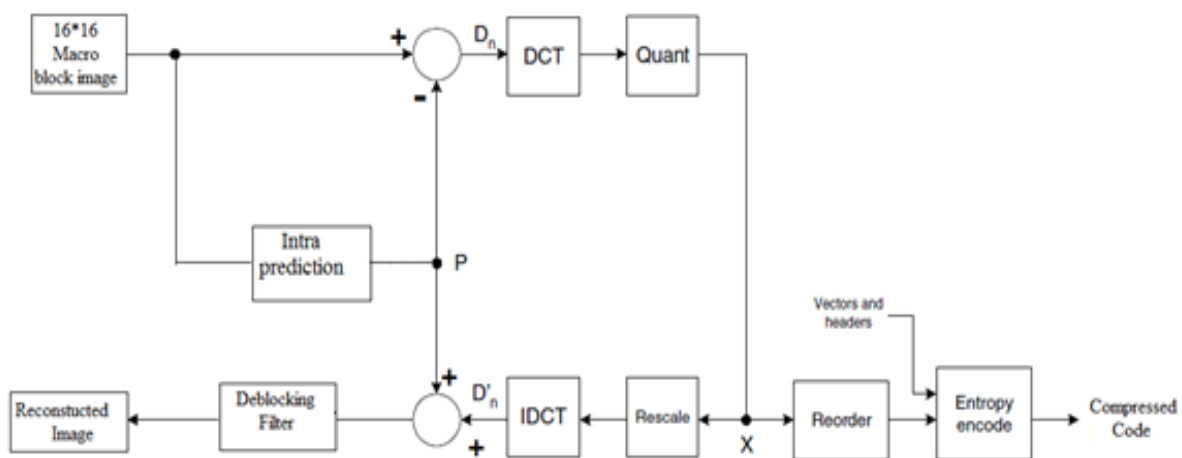 16*16
Macro
block image
+
-
Dn
DCT
Quant
Intra
prediction
P
Vectors and
headers
Reconstucted
Image
Deblocking
Filter
+
+
D'n
IDCT
Rescale
X
Reorder
Entropy
encode
Compressed
Code